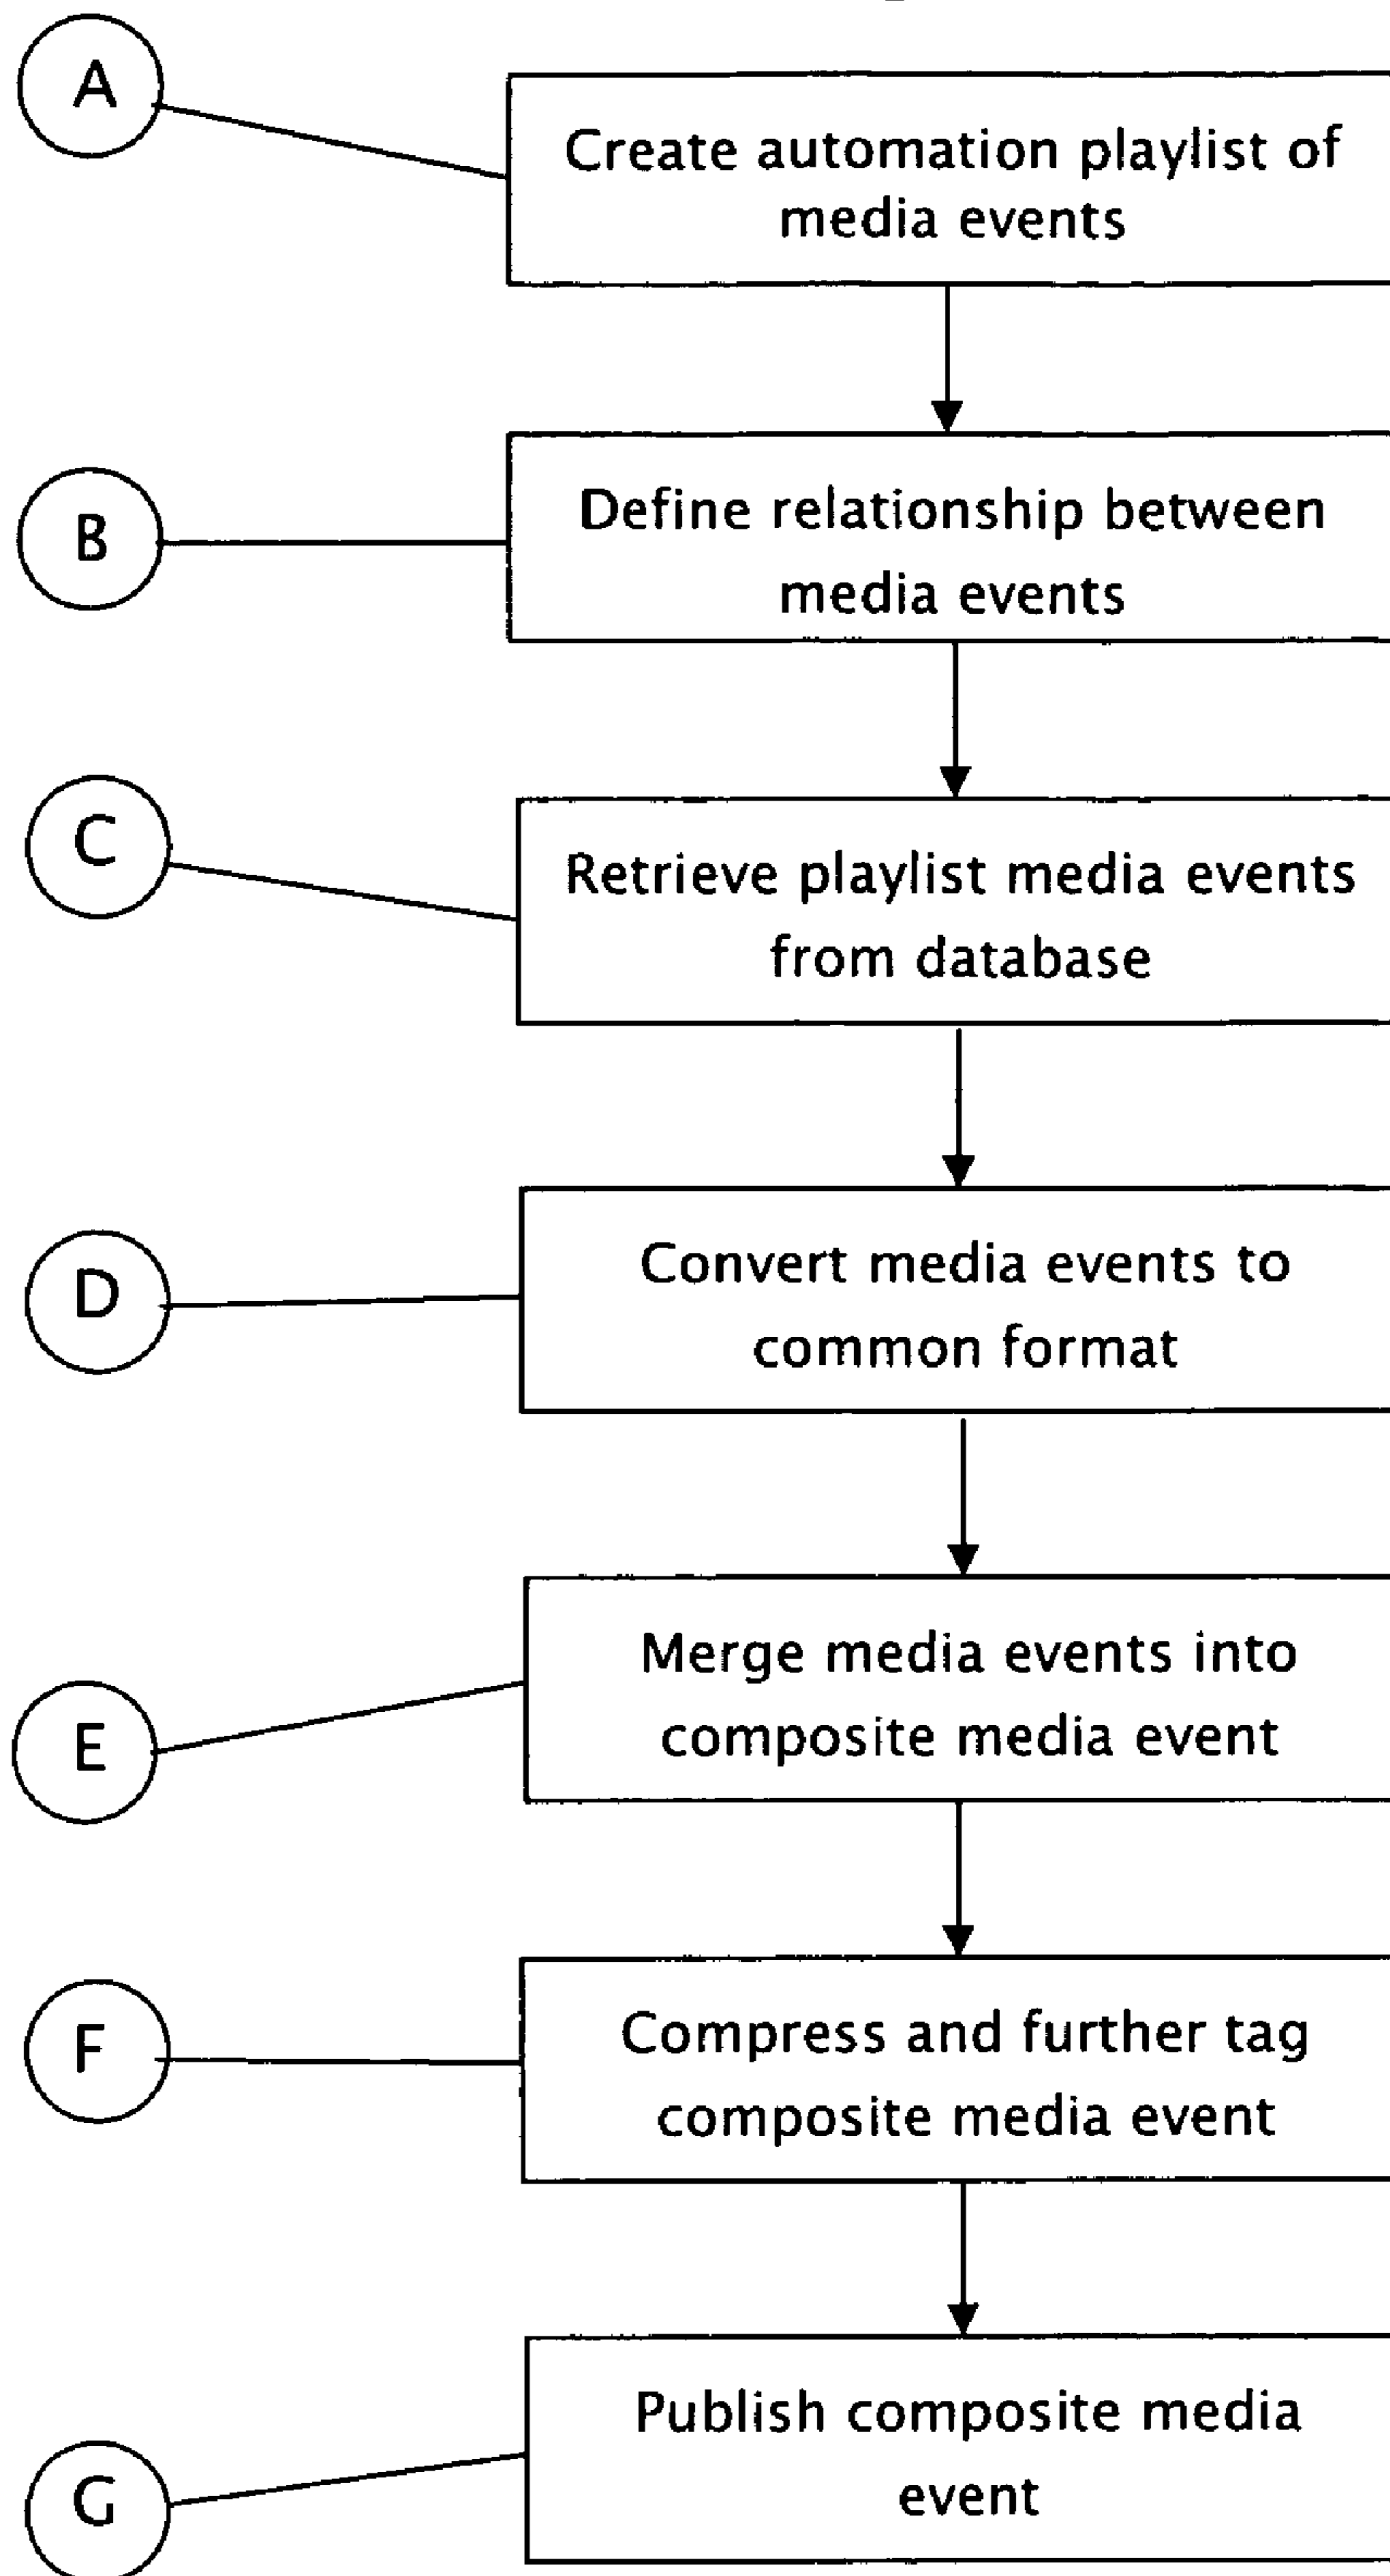 A
Create automation playlist of
media events
B
Define relationship between
media events
C
Retrieve playlist media events
from database
D
Convert media events to
common format
E
Merge media events into
composite media event
F
Compress and further tag
composite media event
G
Publish composite media
event